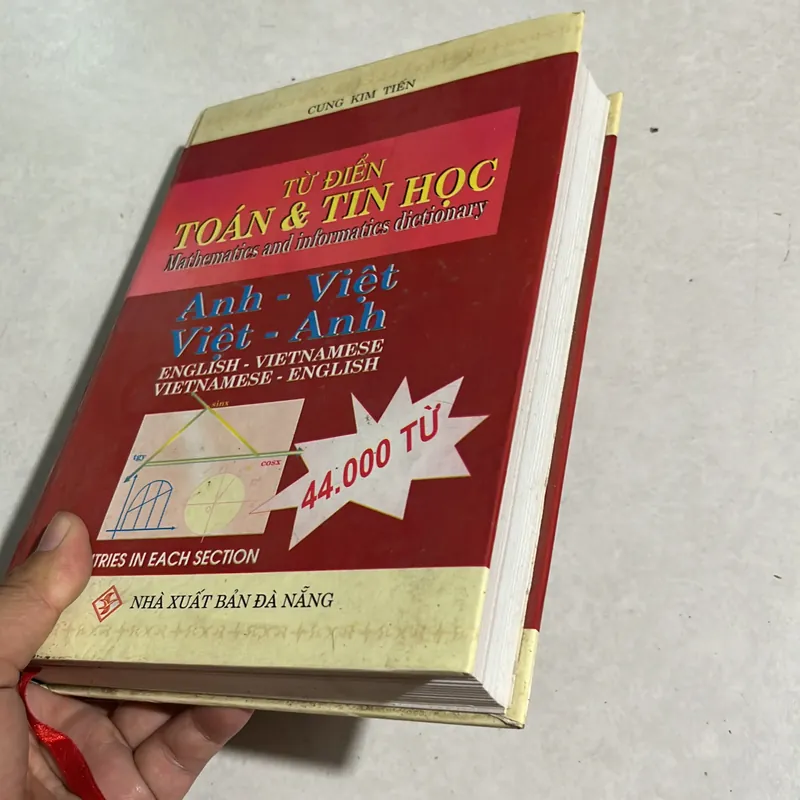 CUNG KIM TIẾN
TỪ ĐIỂN
TOÁN & TIN HỌC
Mathematics and informatics dictionary
Anh - Việt
Việt - Anh
ENGLISH - VIETNAMESE
VIETNAMESE - ENGLISH
sinx
tgy
cosx
44.000 TỪ
IN EACH SECTION
NHÀ XUẤT BẢN ĐÀ NẴNG